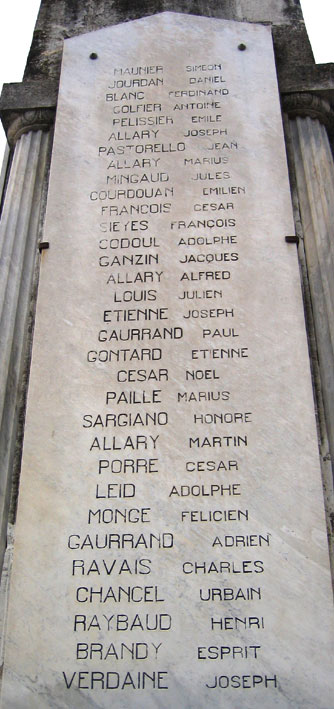 MAUNIER SIMEON
JOURDAN DANIEL
BLANC FERDINAND
GOLFIER ANTOINE
PELISSIER EMILE
ALLARY JOSEPH
PASTORELLO JEAN
ALLARY MARIUS
MINGAUD JULES
COURDOUAN EMILIEN
FRANCOIS CESAR
SIEYES FRANÇOIS
CODOUL ADOLPHE
GANZIN JACQUES
ALLARY ALFRED
LOUIS JULIEN
ETIENNE JOSEPH
GAURRAND PAUL
GONTARD ETIENNE
CESAR NOEL
PAILLE MARIUS
SARGIANO HONORE
ALLARY MARTIN
PORRE CESAR
LEID ADOLPHE
MONGE FELICIEN
GAURRAND ADRIEN
RAVAIS CHARLES
CHANCEL URBAIN
RAYBAUD HENRI
BRANDY ESPRIT
VERDAINE JOSEPH